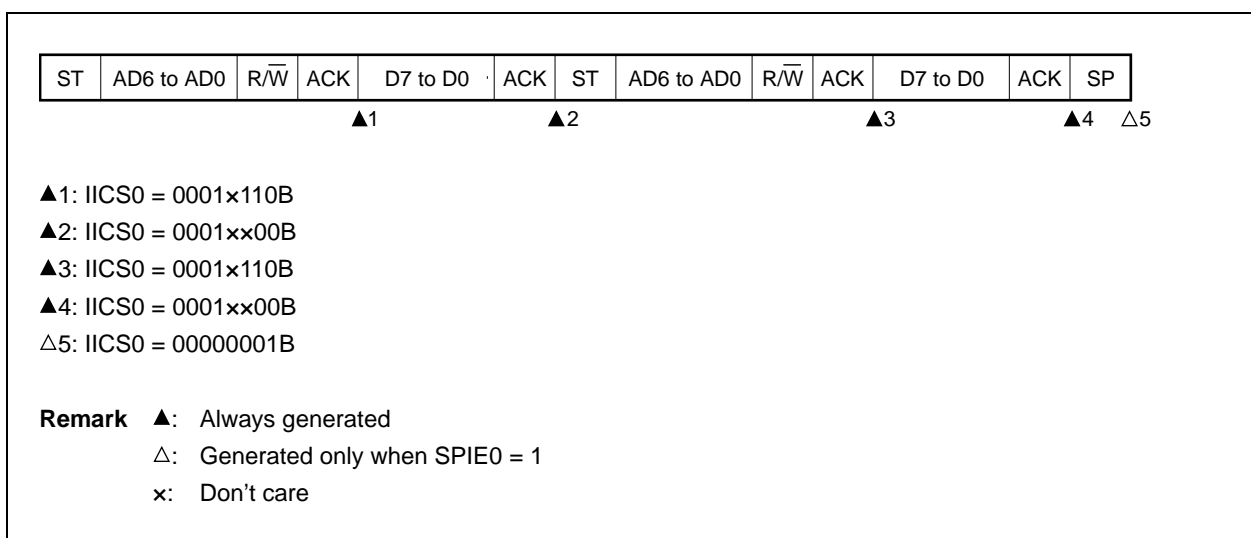 ST AD6 to AD0 R/W̅ ACK D7 to D0 ACK ST AD6 to AD0 R/W̅ ACK D7 to D0 ACK SP
▲1 ▲2 ▲3 ▲4 △5
▲1: IICS0 = 0001×110B
▲2: IICS0 = 0001××00B
▲3: IICS0 = 0001×110B
▲4: IICS0 = 0001××00B
△5: IICS0 = 00000001B
Remark ▲: Always generated
△: Generated only when SPIE0 = 1
×: Don't care